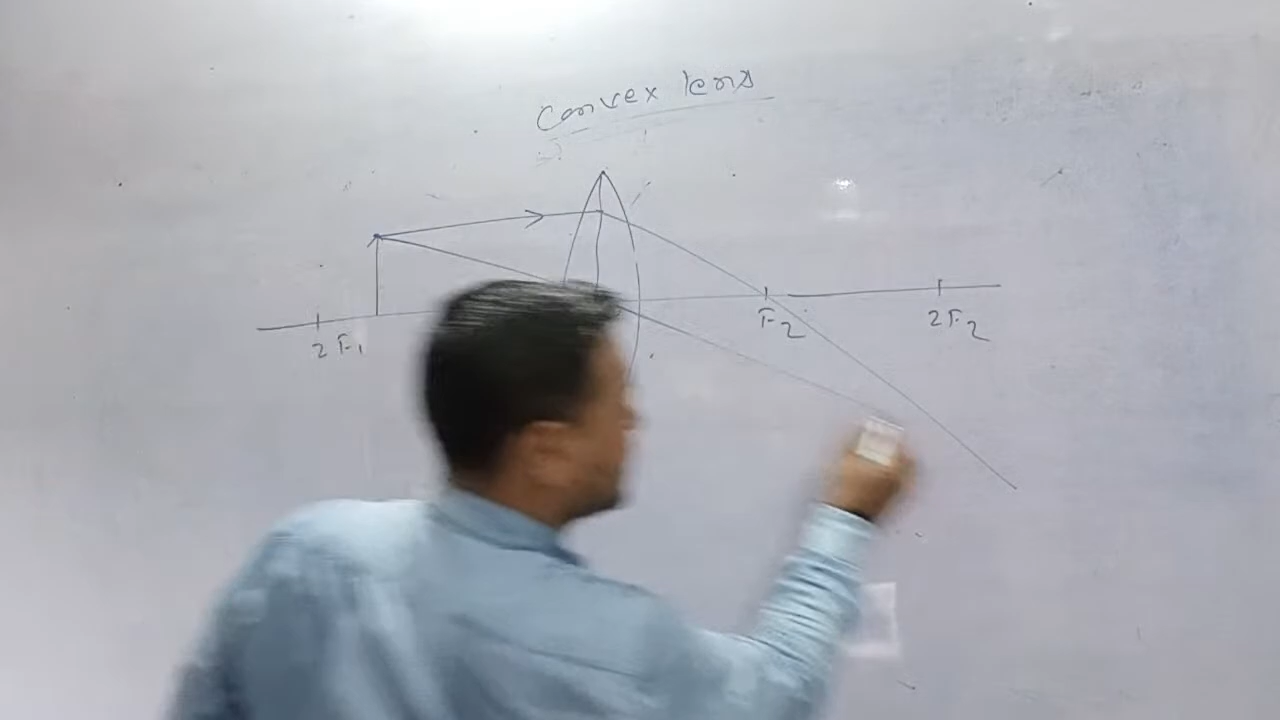 Convex lens
2F₁
F₂
2F₂